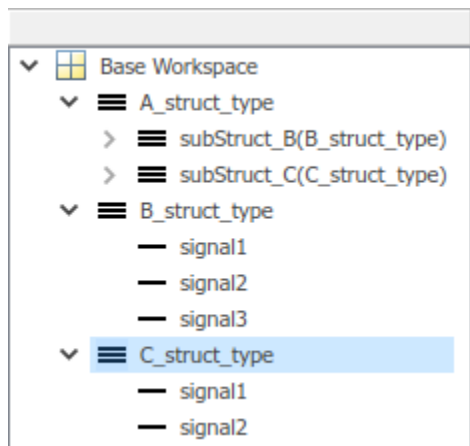 Base Workspace
A_struct_type
subStruct_B(B_struct_type)
subStruct_C(C_struct_type)
B_struct_type
signal1
signal2
signal3
C_struct_type
signal1
signal2